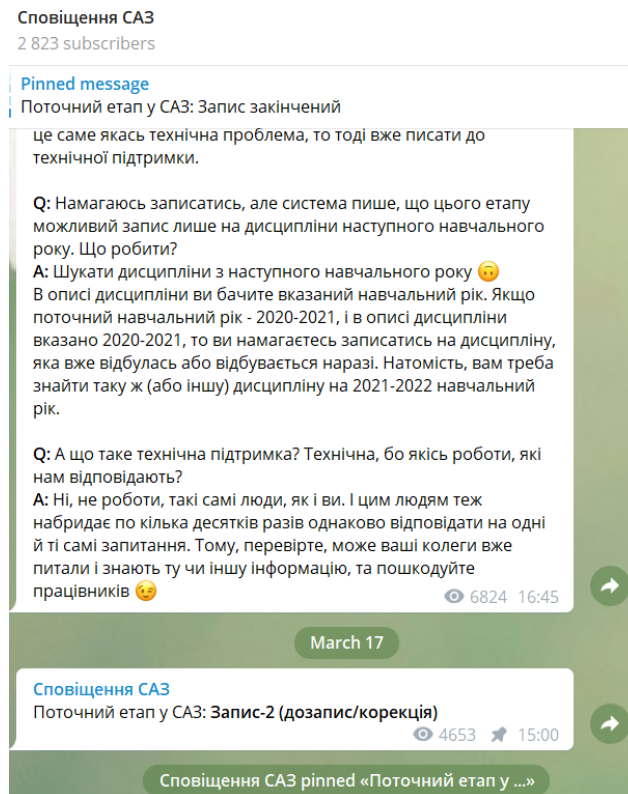 Сповіщення САЗ
2 823 subscribers
Pinned message
Поточний етап у САЗ: Запис закінчений
це саме якась технічна проблема, то тоді вже писати до
технічної підтримки.
Q: Намагаюсь записатись, але система пише, що цього етапу
можливий запис лише на дисципліни наступного навчального
року. Що робити?
A: Шукати дисципліни з наступного навчального року 🙃
В описі дисципліни ви бачите вказаний навчальний рік. Якщо
поточний навчальний рік - 2020-2021, і в описі дисципліни
вказано 2020-2021, то ви намагаєтесь записатись на дисципліну,
яка вже відбулась або відбувається наразі. Натомість, вам треба
знайти таку ж (або іншу) дисципліну на 2021-2022 навчальний
рік.
Q: А що таке технічна підтримка? Технічна, бо якісь роботи, які
нам відповідають?
A: Ні, не роботи, такі самі люди, як і ви. І цим людям теж
набридає по кілька десятків разів однаково відповідати на одні
й ті самі запитання. Тому, перевірте, може ваші колеги вже
питали і знають ту чи іншу інформацію, та пошкодуйте
працівників 😉
6824 16:45
March 17
Сповіщення САЗ
Поточний етап у САЗ: Запис-2 (дозапис/корекція)
4653 15:00
Сповіщення САЗ pinned «Поточний етап у ...»